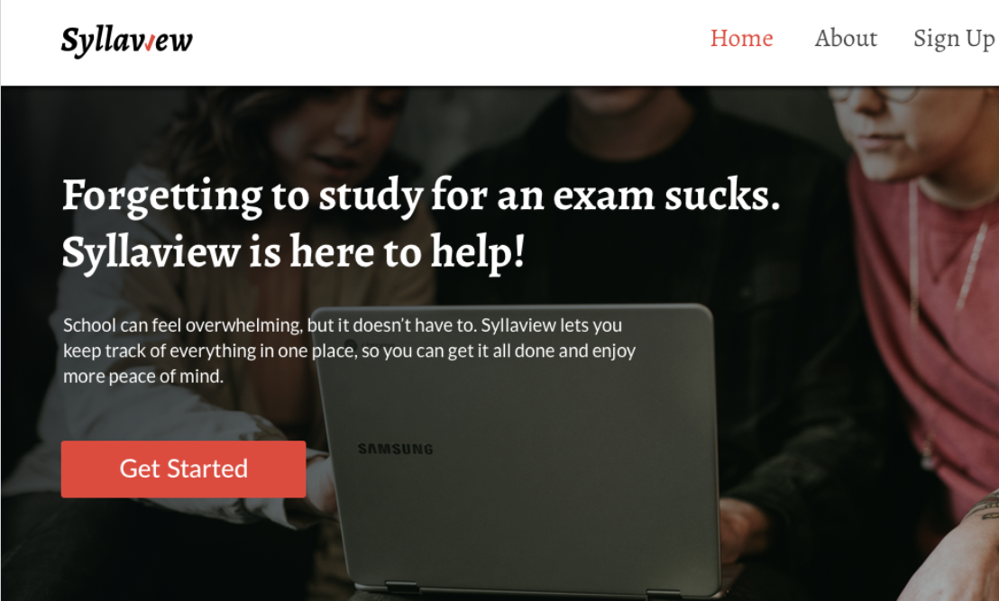 Syllaview
Home About Sign Up
Forgetting to study for an exam sucks.
Syllaview is here to help!
School can feel overwhelming, but it doesn't have to. Syllaview lets you
keep track of everything in one place, so you can get it all done and enjoy
more peace of mind.
SAMSUNG
Get Started